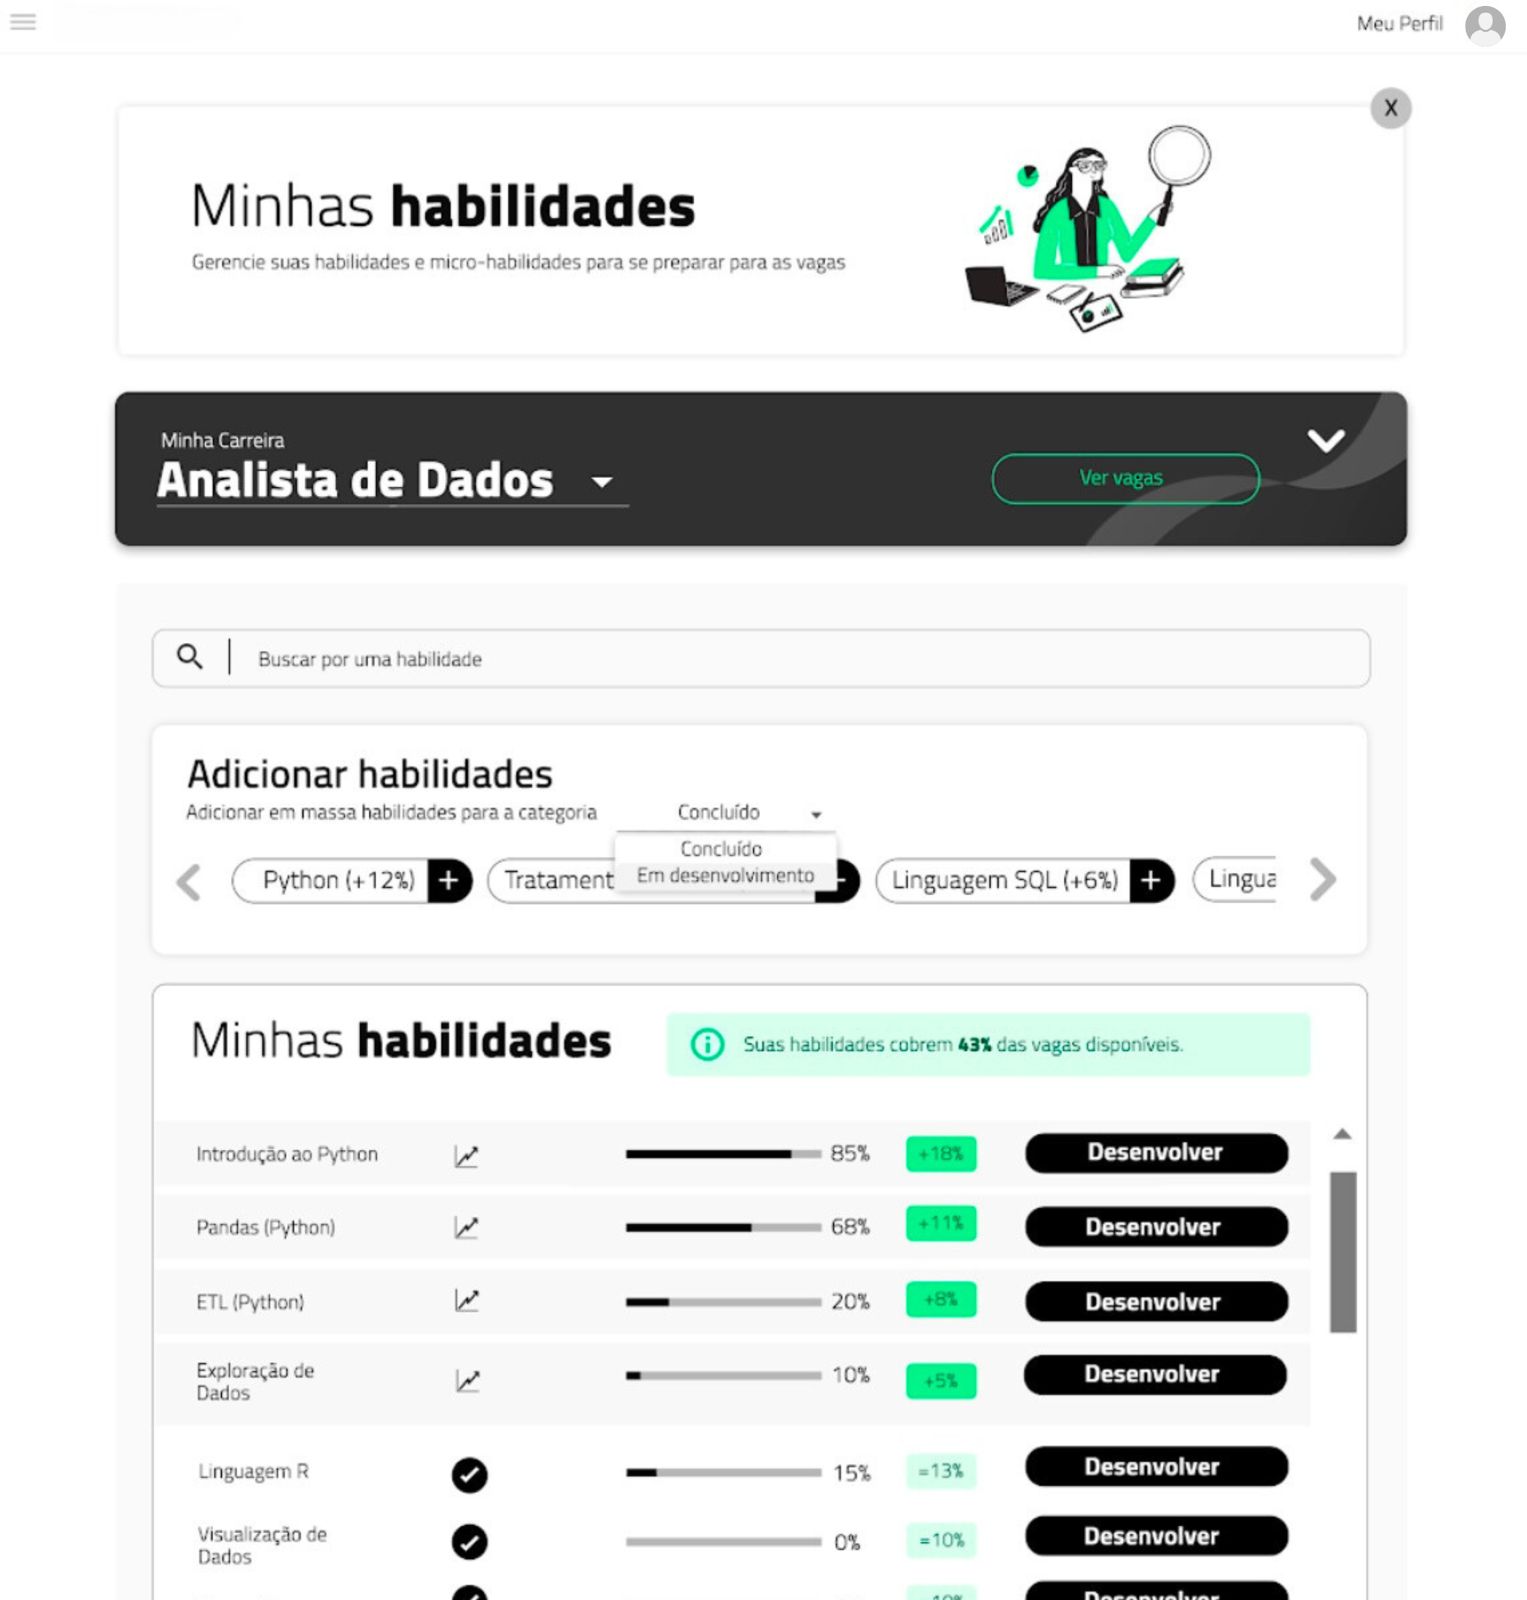 Meu Perfil
X
Minhas habilidades
Gerencie suas habilidades e micro-habilidades para se preparar para as vagas
Minha Carreira
Analista de Dados
Ver vagas
Buscar por uma habilidade
Adicionar habilidades
Adicionar em massa habilidades para a categoria
Concluído
Concluído
Em desenvolvimento
Python (+12%) +
Tratament
Linguagem SQL (+6%) +
Lingua
Minhas habilidades
Suas habilidades cobrem 43% das vagas disponíveis.
Introdução ao Python 85% +18% Desenvolver
Pandas (Python) 68% +11% Desenvolver
ETL (Python) 20% +8% Desenvolver
Exploração de
Dados
10% +5% Desenvolver
Linguagem R 15% =13% Desenvolver
Visualização de
Dados
0% =10% Desenvolver
Desenvolver